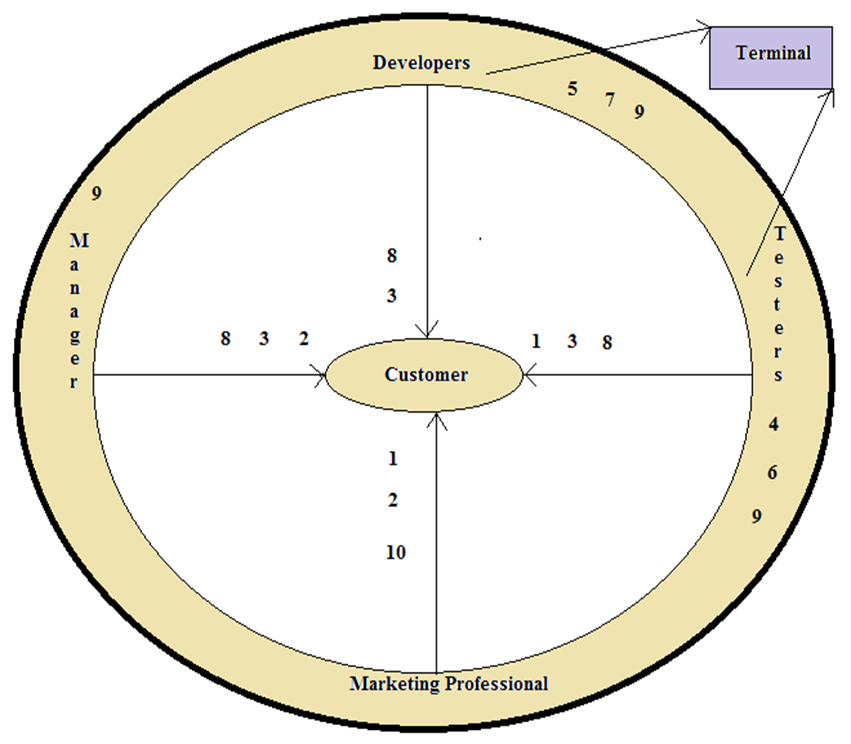 Developers
Terminal
5 7 9
9
Manager
Testers
8
3
8 3 2
1 3 8
Customer
4
6
9
1
2
10
Marketing Professional